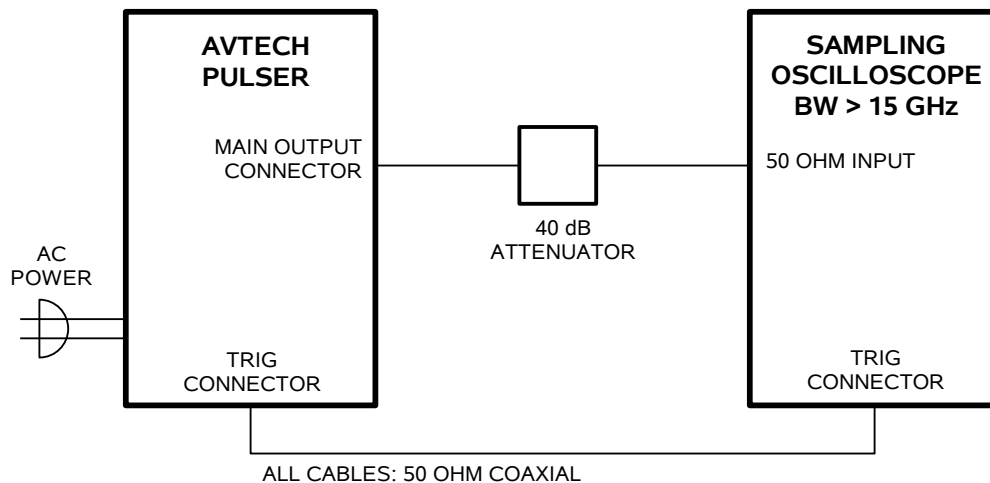 AVTECH
PULSER
MAIN OUTPUT
CONNECTOR
AC
POWER
TRIG
CONNECTOR
40 dB
ATTENUATOR
SAMPLING
OSCILLOSCOPE
BW > 15 GHz
50 OHM INPUT
TRIG
CONNECTOR
ALL CABLES: 50 OHM COAXIAL